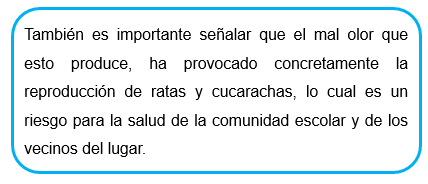 También es importante señalar que el mal olor que
esto produce, ha provocado concretamente la
reproducción de ratas y cucarachas, lo cual es un
riesgo para la salud de la comunidad escolar y de los
vecinos del lugar.